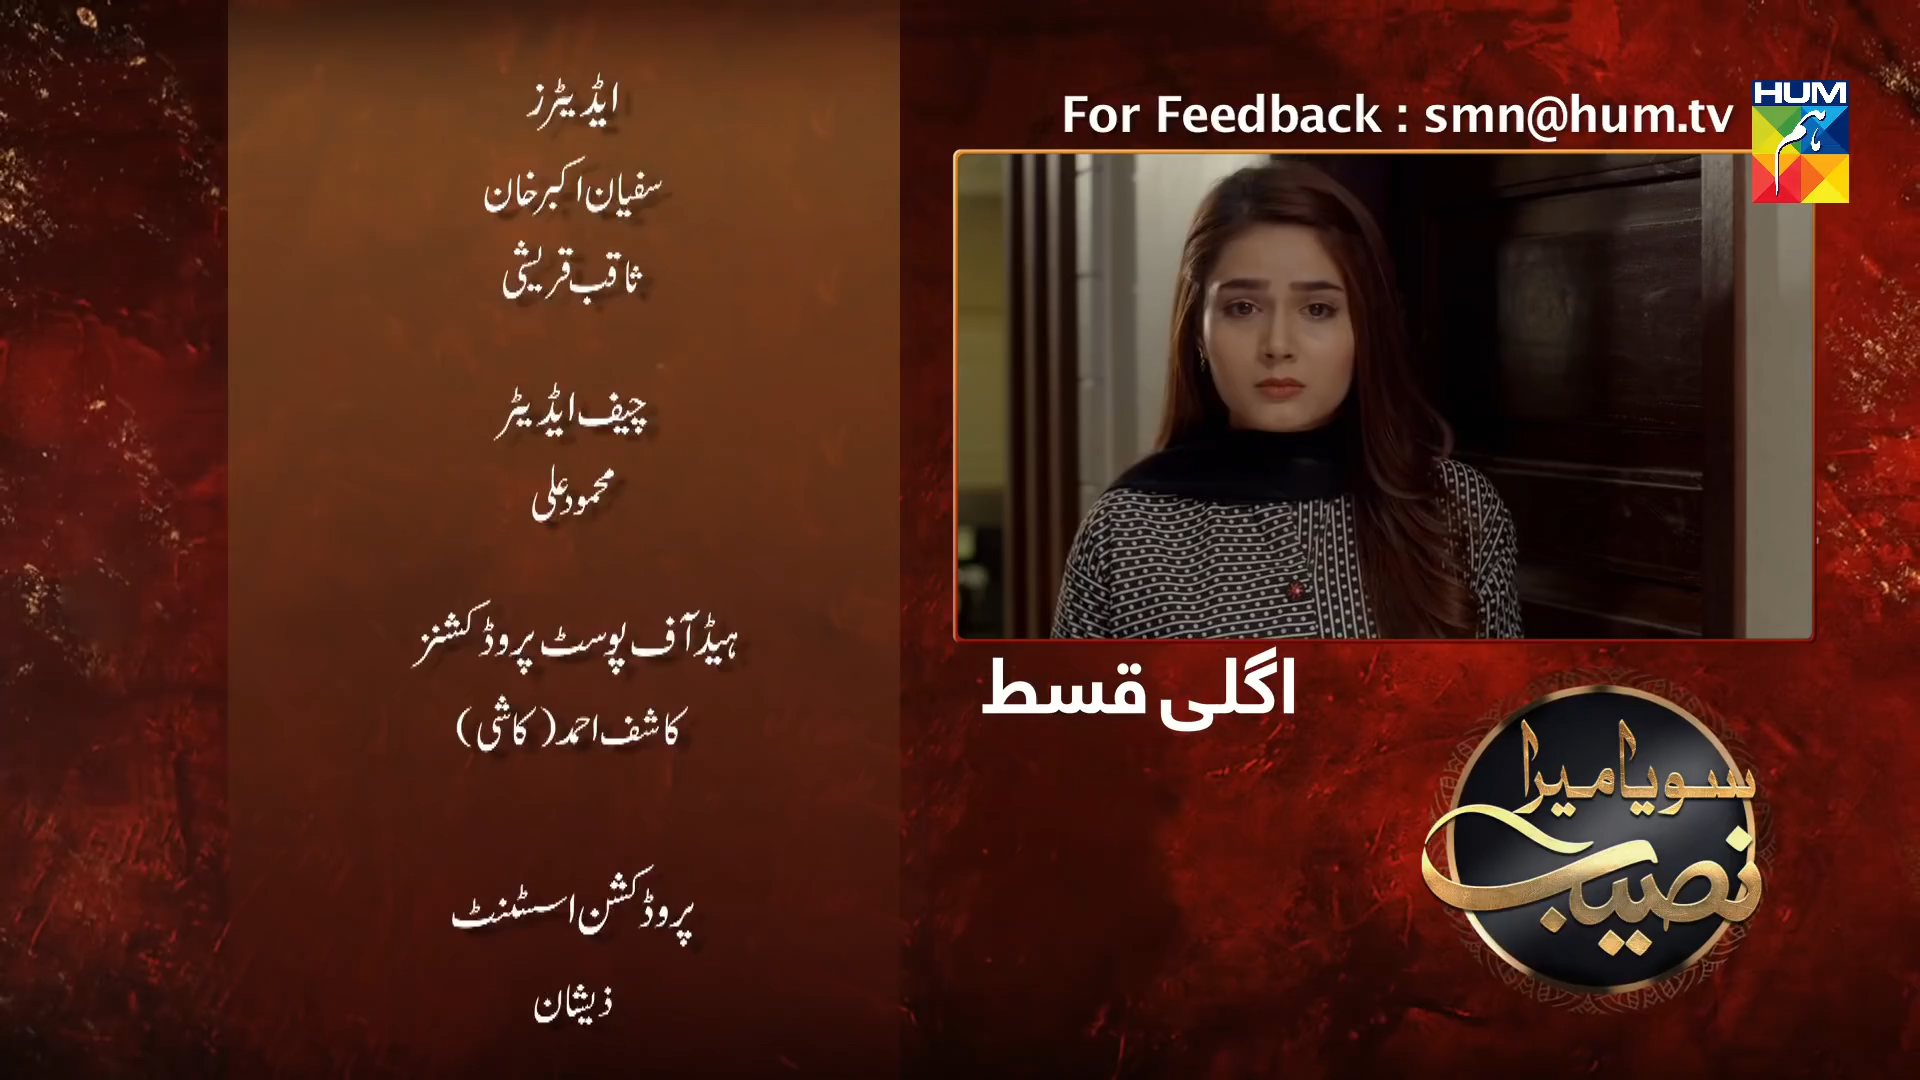 ایڈیٹرز
سفیان اکبر خان
ثاقب قریشی
چیف ایڈیٹر
محمود علی
ہیڈ آف پوسٹ پروڈکشنز
کاشف احمد (کاشی)
پروڈکشن اسسٹنٹ
ذیشان
For Feedback : smn@hum.tv
HUM
ہم
اگلی قسط
سویا میرا
نصیب